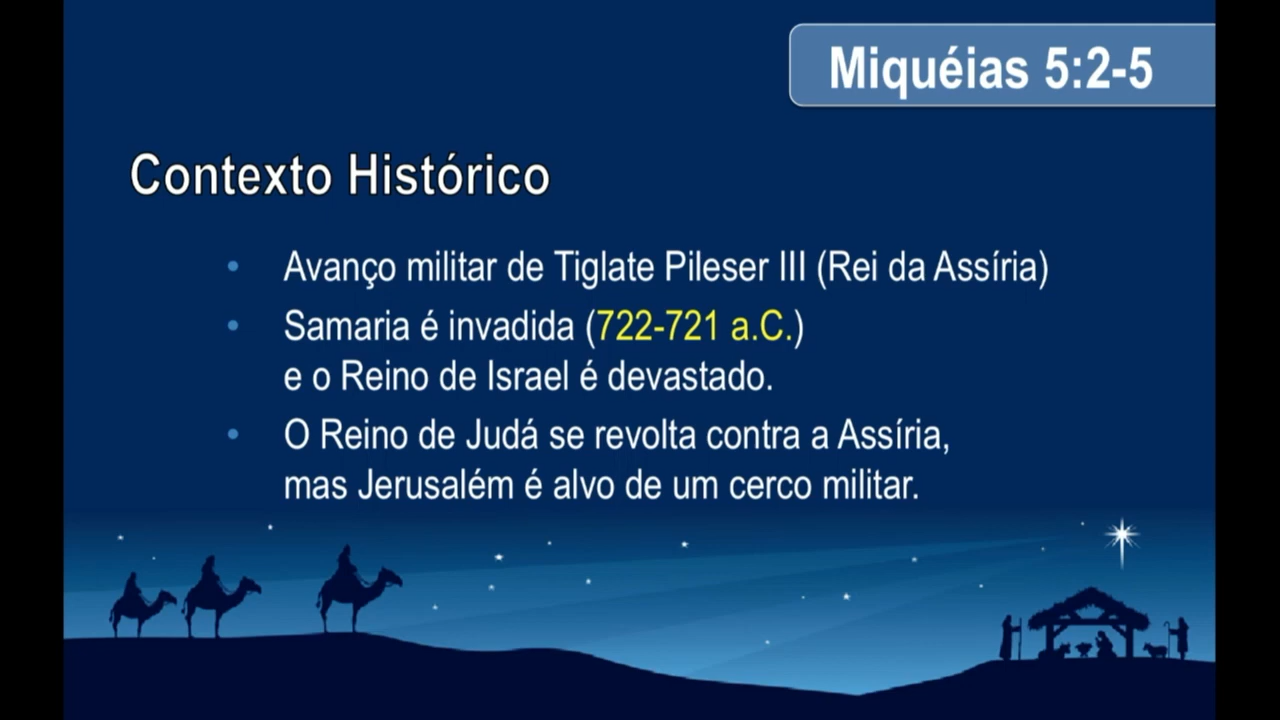 Miquéias 5:2-5
Contexto Histórico
• Avanço militar de Tiglate Pileser III (Rei da Assíria)
• Samaria é invadida (722-721 a.C.)
e o Reino de Israel é devastado.
• O Reino de Judá se revolta contra a Assíria,
mas Jerusalém é alvo de um cerco militar.